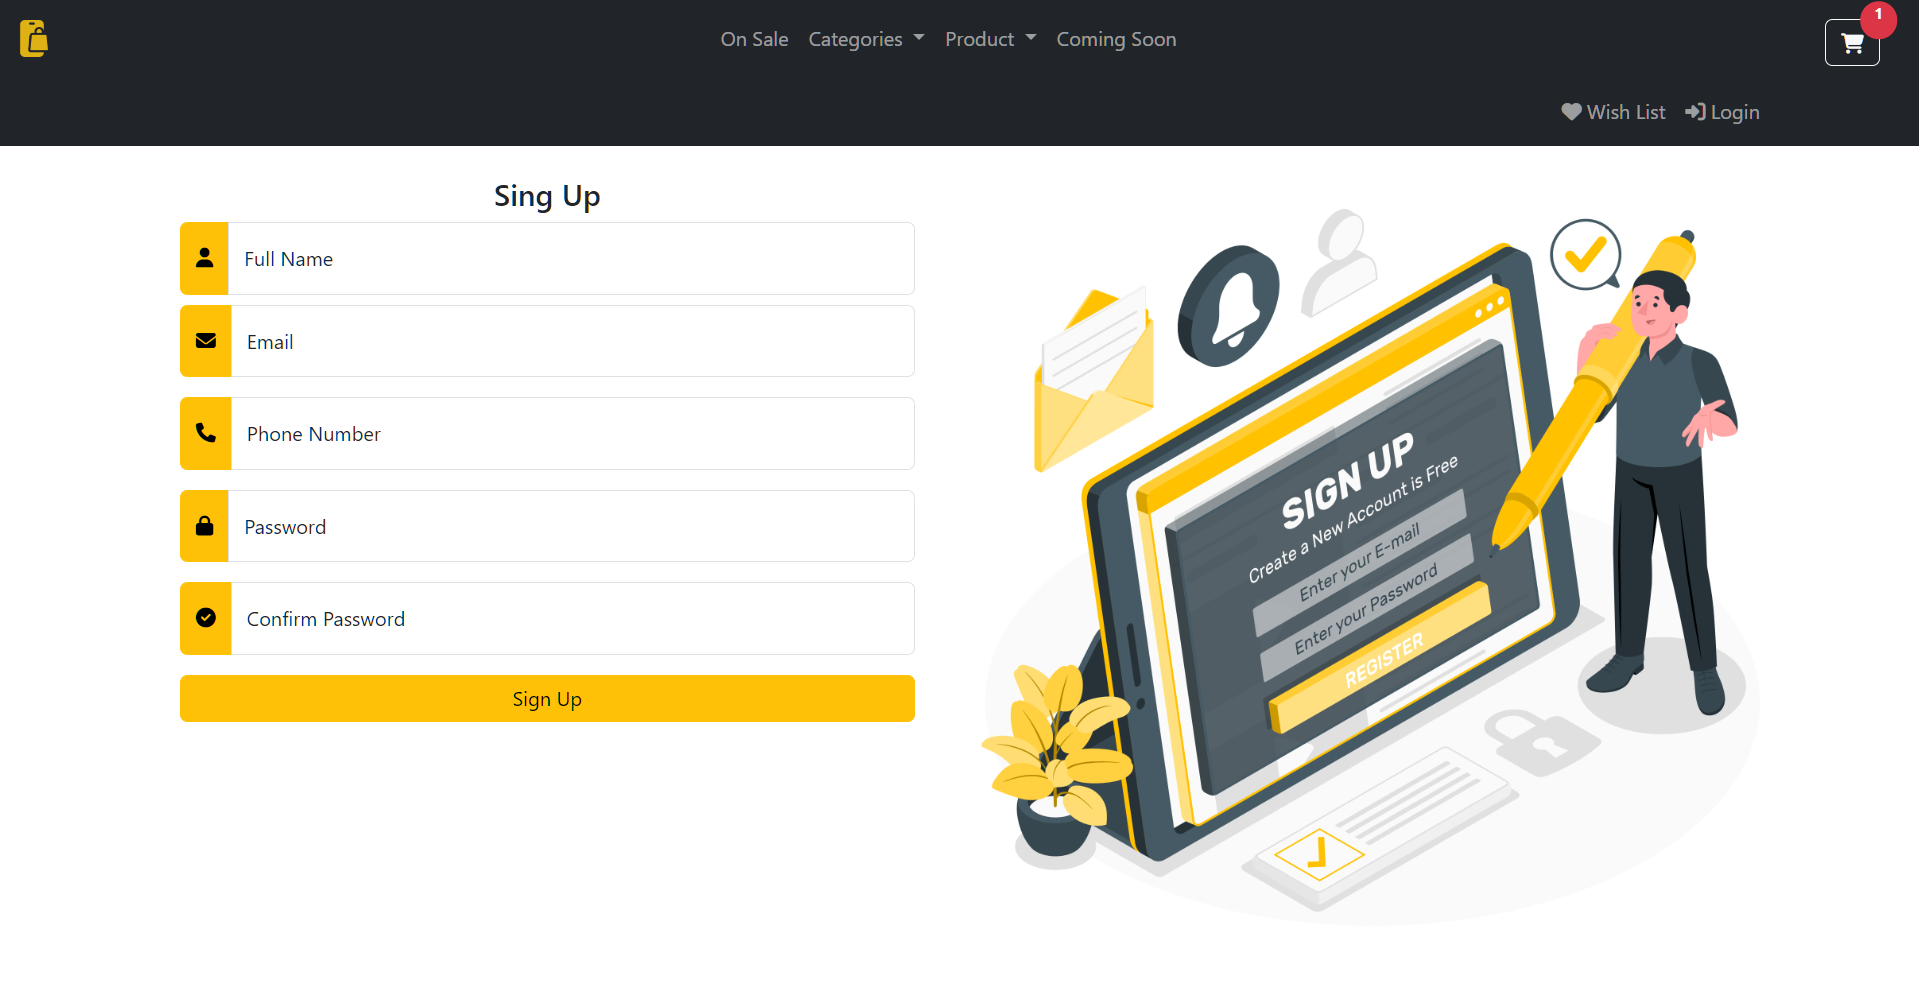 On Sale Categories Product Coming Soon
1
Wish List Login
Sing Up
Full Name
Email
Phone Number
Password
Confirm Password
Sign Up
SIGN UP
Create a New Account is Free
Enter your E-mail
Enter your Password
REGISTER